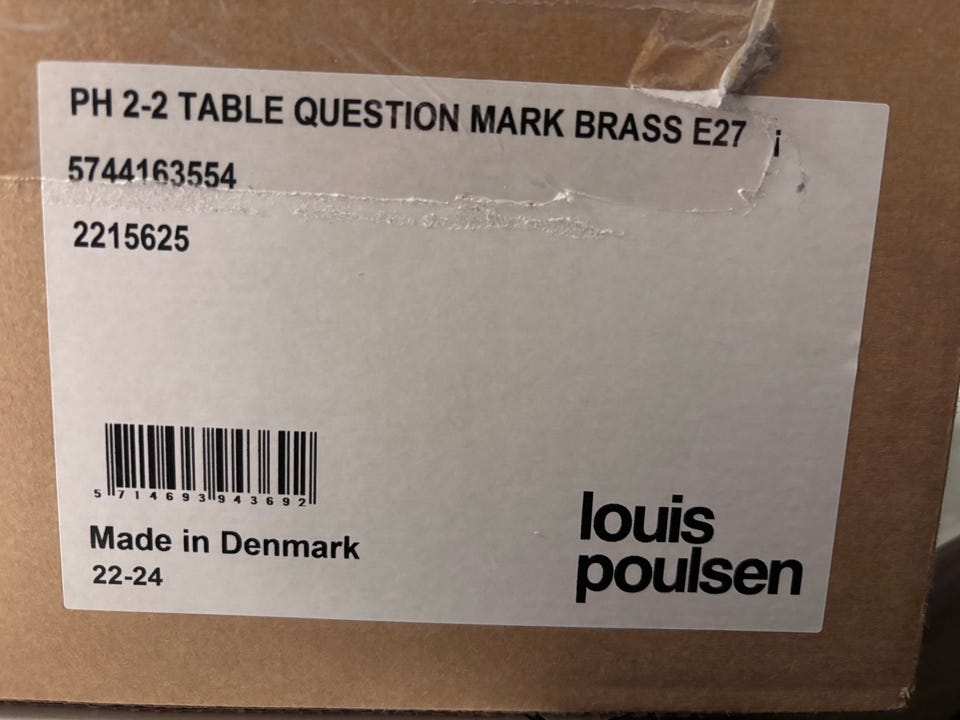 PH 2-2 TABLE QUESTION MARK BRASS E27
5744163554
2215625
5 714693 943692
Made in Denmark
22-24
louis
poulsen